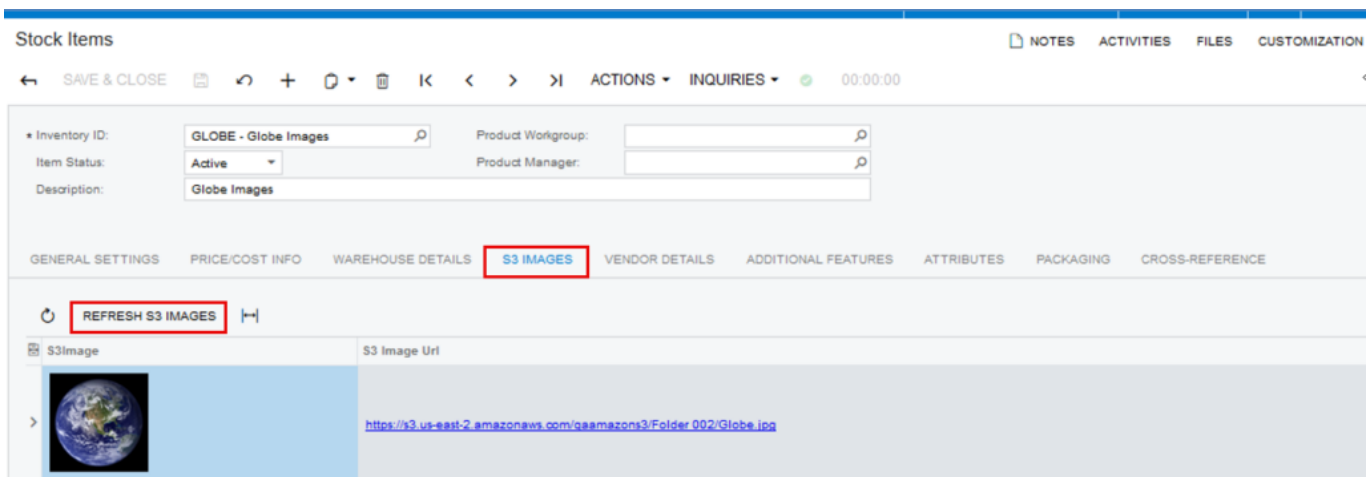 Stock Items
NOTES ACTIVITIES FILES CUSTOMIZATION
SAVE & CLOSE ACTIONS INQUIRIES 00:00:00
* Inventory ID: GLOBE - Globe Images Product Workgroup:
Item Status: Active Product Manager:
Description: Globe Images
GENERAL SETTINGS PRICE/COST INFO WAREHOUSE DETAILS S3 IMAGES VENDOR DETAILS ADDITIONAL FEATURES ATTRIBUTES PACKAGING CROSS-REFERENCE
REFRESH S3 IMAGES
S3Image S3 Image Url
https://s3.us-east-2.amazonaws.com/qaamazons3/Folder 002/Globe.jpg